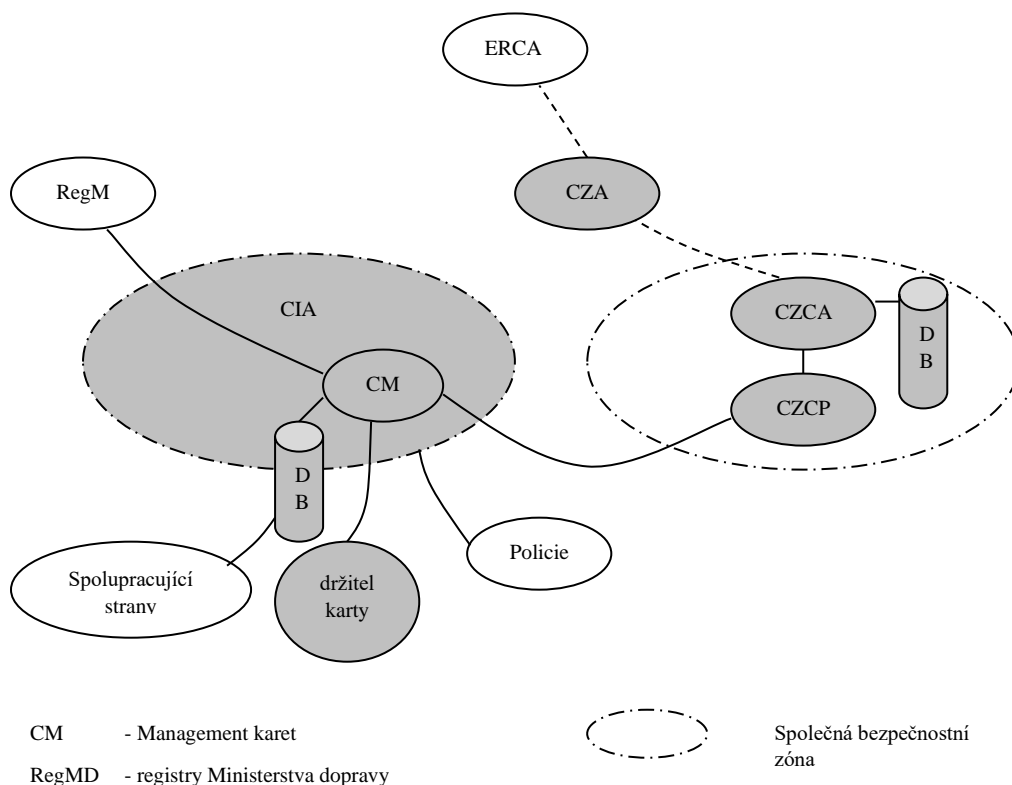 ERCA
RegM
CZA
CIA
CZCA
D
B
CM
CZCP
D
B
Policie
Spolupracující
strany
držitel
karty
CM - Management karet
Společná bezpečnostní
zóna
RegMD - registry Ministerstva dopravy